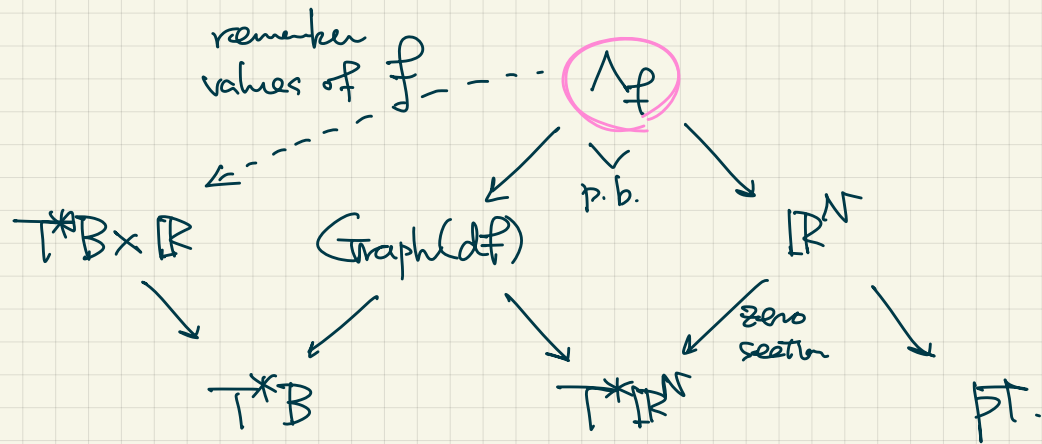 remember
values of f
Λ_f
p.b.
T*B × ℝ
Graph(df)
ℝ^N
zero
section
T*B
T*ℝ^N
pt.